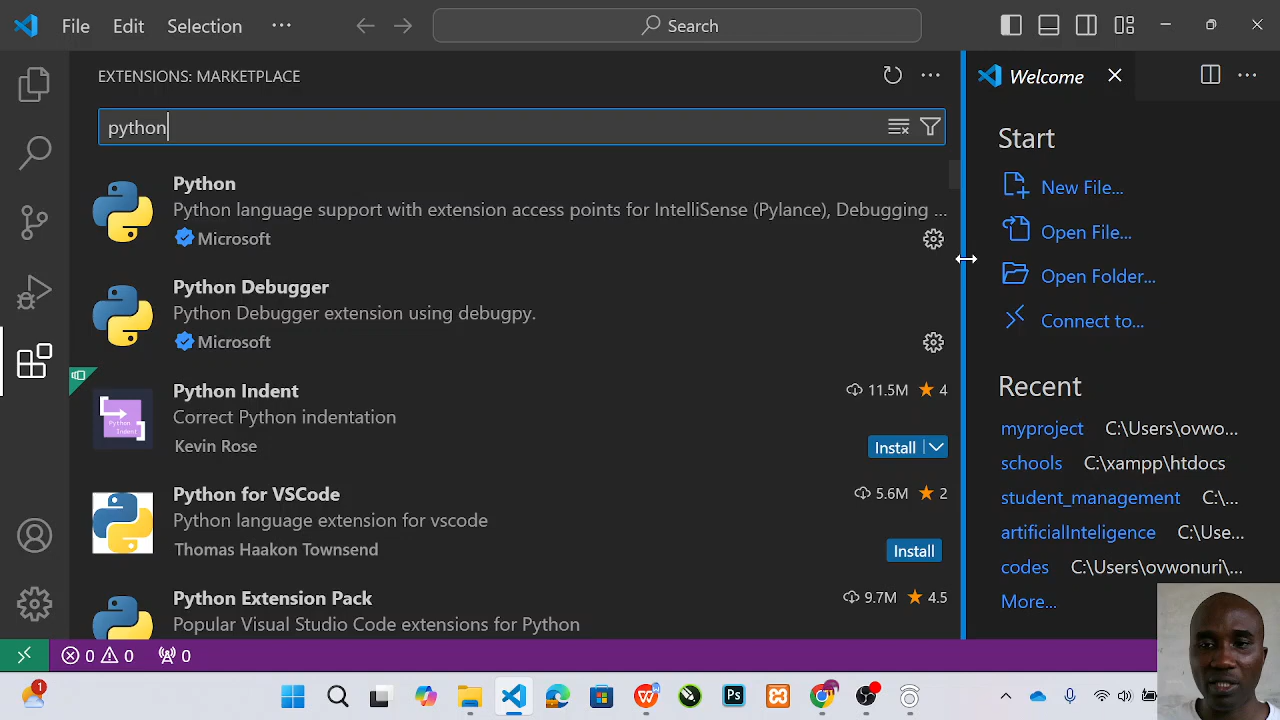 File Edit Selection ···
Search
EXTENSIONS: MARKETPLACE
python
Python
Python language support with extension access points for IntelliSense (Pylance), Debugging ...
Microsoft
Python Debugger
Python Debugger extension using debugpy.
Microsoft
Python Indent 11.5M 4
Correct Python indentation
Kevin Rose Install
Python for VSCode 5.6M 2
Python language extension for vscode
Thomas Haakon Townsend Install
Python Extension Pack 9.7M 4.5
Popular Visual Studio Code extensions for Python
Welcome
Start
New File...
Open File...
Open Folder...
Connect to...
Recent
myproject C:\Users\ovwo...
schools C:\xampp\htdocs
student_management C:\...
artificialInteligence C:\Use...
codes C:\Users\ovwonuri\...
More...
0 0 0
1
Ps